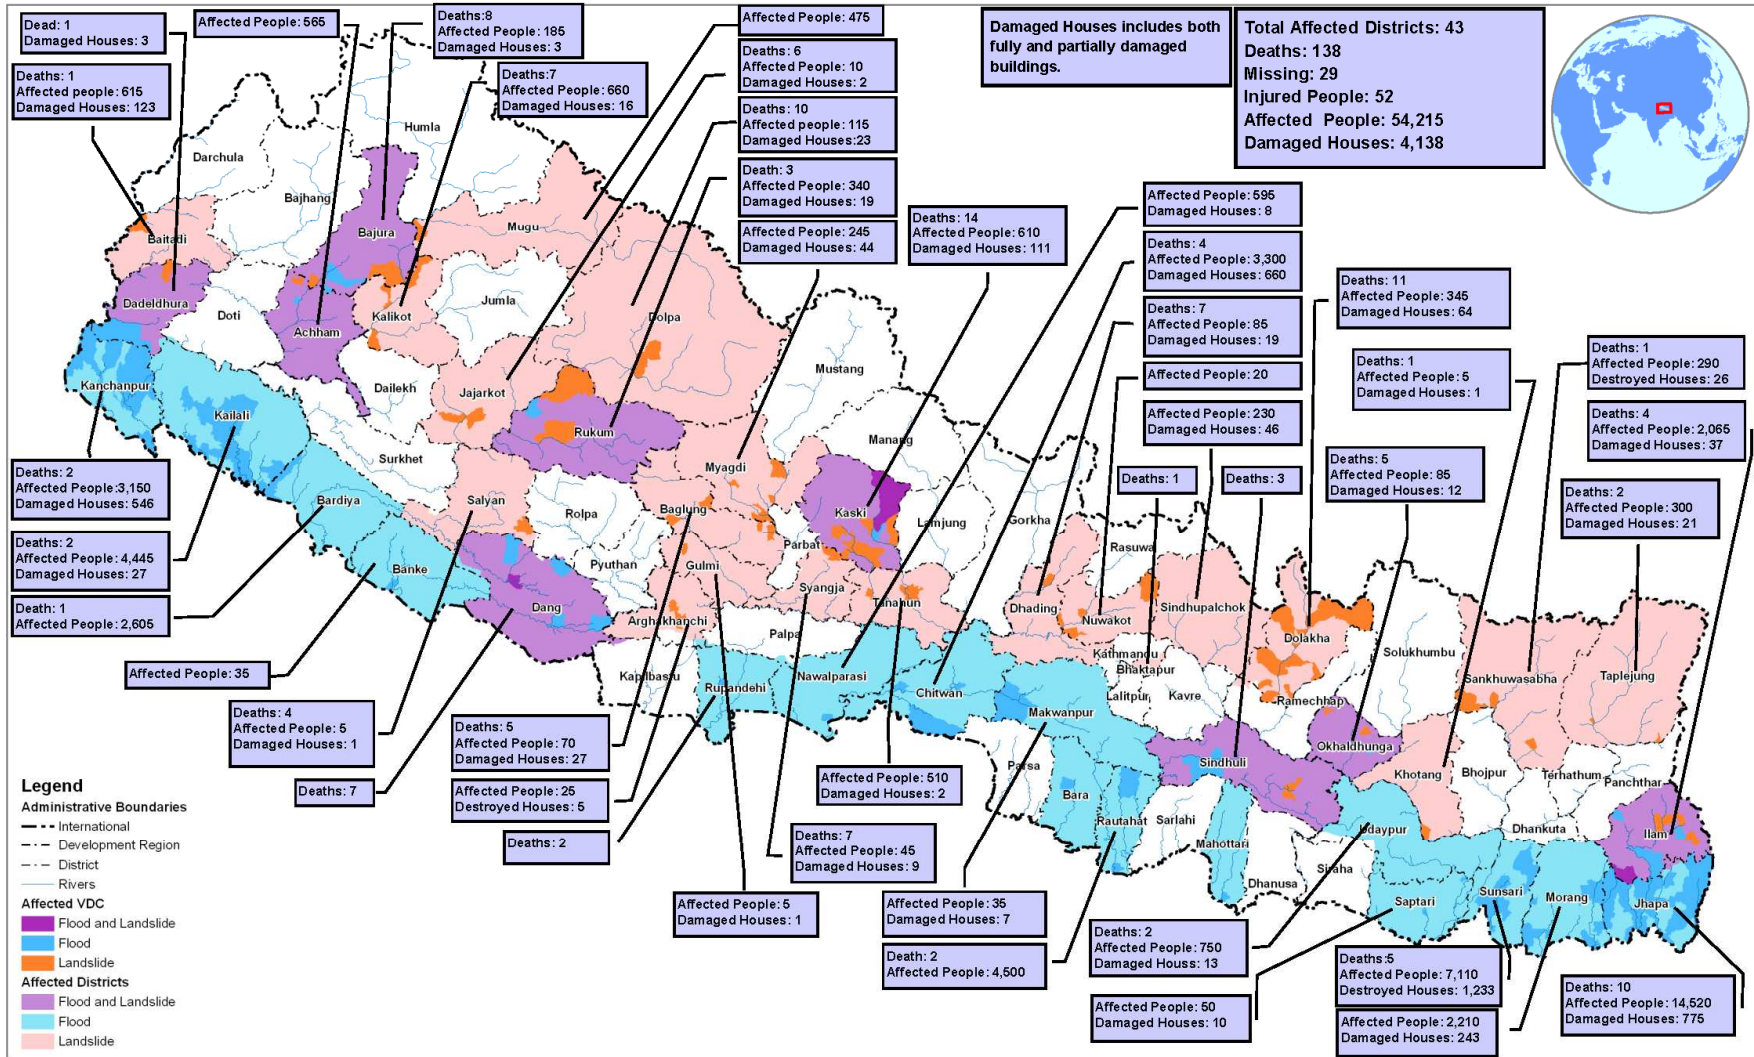 Dead: 1
Damaged Houses: 3
Affected People: 565
Deaths:8
Affected People: 185
Damaged Houses: 3
Deaths: 1
Affected people: 615
Damaged Houses: 123
Deaths:7
Affected People: 660
Damaged Houses: 16
Affected People: 475
Deaths: 6
Affected People: 10
Damaged Houses: 2
Deaths: 10
Affected people: 115
Damaged Houses:23
Death: 3
Affected People: 340
Damaged Houses: 19
Affected People: 245
Damaged Houses: 44
Deaths: 14
Affected People: 610
Damaged Houses: 111
Damaged Houses includes both
fully and partially damaged
buildings.
Total Affected Districts: 43
Deaths: 138
Missing: 29
Injured People: 52
Affected People: 54,215
Damaged Houses: 4,138
Affected People: 595
Damaged Houses: 8
Deaths: 4
Affected People: 3,300
Damaged Houses: 660
Deaths: 7
Affected People: 85
Damaged Houses: 19
Affected People: 20
Affected People: 230
Damaged Houses: 46
Deaths: 1
Deaths: 3
Deaths: 11
Affected People: 345
Damaged Houses: 64
Deaths: 1
Affected People: 5
Damaged Houses: 1
Deaths: 5
Affected People: 85
Damaged Houses: 12
Deaths: 1
Affected People: 290
Destroyed Houses: 26
Deaths: 4
Affected People: 2,065
Damaged Houses: 37
Deaths: 2
Affected People: 300
Damaged Houses: 21
Humla
Darchula
Bajhang
Baitadi
Bajura
Mugu
Dadeldhura
Doti
Achham
Kalikot
Jumla
Dolpa
Kanchanpur
Kailali
Dailekh
Jajarkot
Mustang
Rukum
Manang
Surkhet
Myagdi
Bardiya
Salyan
Rolpa
Baglung
Kaski
Lamjung
Gorkha
Parbat
Rasuwa
Banke
Pyuthan
Gulmi
Syangja
Tanahun
Dhading
Nuwakot
Sindhupalchok
Dang
Arghakhanchi
Palpa
Kathmandu
Bhaktapur
Dolakha
Solukhumbu
Sankhuwasabha
Taplejung
Kapilbastu
Rupandehi
Nawalparasi
Chitwan
Makwanpur
Lalitpur
Kavre
Ramechhap
Okhaldhunga
Sindhuli
Khotang
Bhojpur
Terhathum
Panchthar
Parsa
Bara
Rautahat
Sarlahi
Mahottari
Dhanusa
Siraha
Udaypur
Dhankuta
Ilam
Saptari
Sunsari
Morang
Jhapa
Deaths: 2
Affected People:3,150
Damaged Houses: 546
Deaths: 2
Affected People: 4,445
Damaged Houses: 27
Death: 1
Affected People: 2,605
Affected People: 35
Deaths: 4
Affected People: 5
Damaged Houses: 1
Deaths: 7
Deaths: 5
Affected People: 70
Damaged Houses: 27
Affected People: 25
Destroyed Houses: 5
Deaths: 2
Affected People: 5
Damaged Houses: 1
Affected People: 510
Damaged Houses: 2
Deaths: 7
Affected People: 45
Damaged Houses: 9
Affected People: 35
Damaged Houses: 7
Death: 2
Affected People: 4,500
Deaths: 2
Affected People: 750
Damaged Houss: 13
Affected People: 50
Damaged Houses: 10
Deaths:5
Affected People: 7,110
Destroyed Houses: 1,233
Affected People: 2,210
Damaged Houses: 243
Deaths: 10
Affected People: 14,520
Damaged Houses: 775
Legend
Administrative Boundaries
International
Development Region
District
Rivers
Affected VDC
Flood and Landslide
Flood
Landslide
Affected Districts
Flood and Landslide
Flood
Landslide